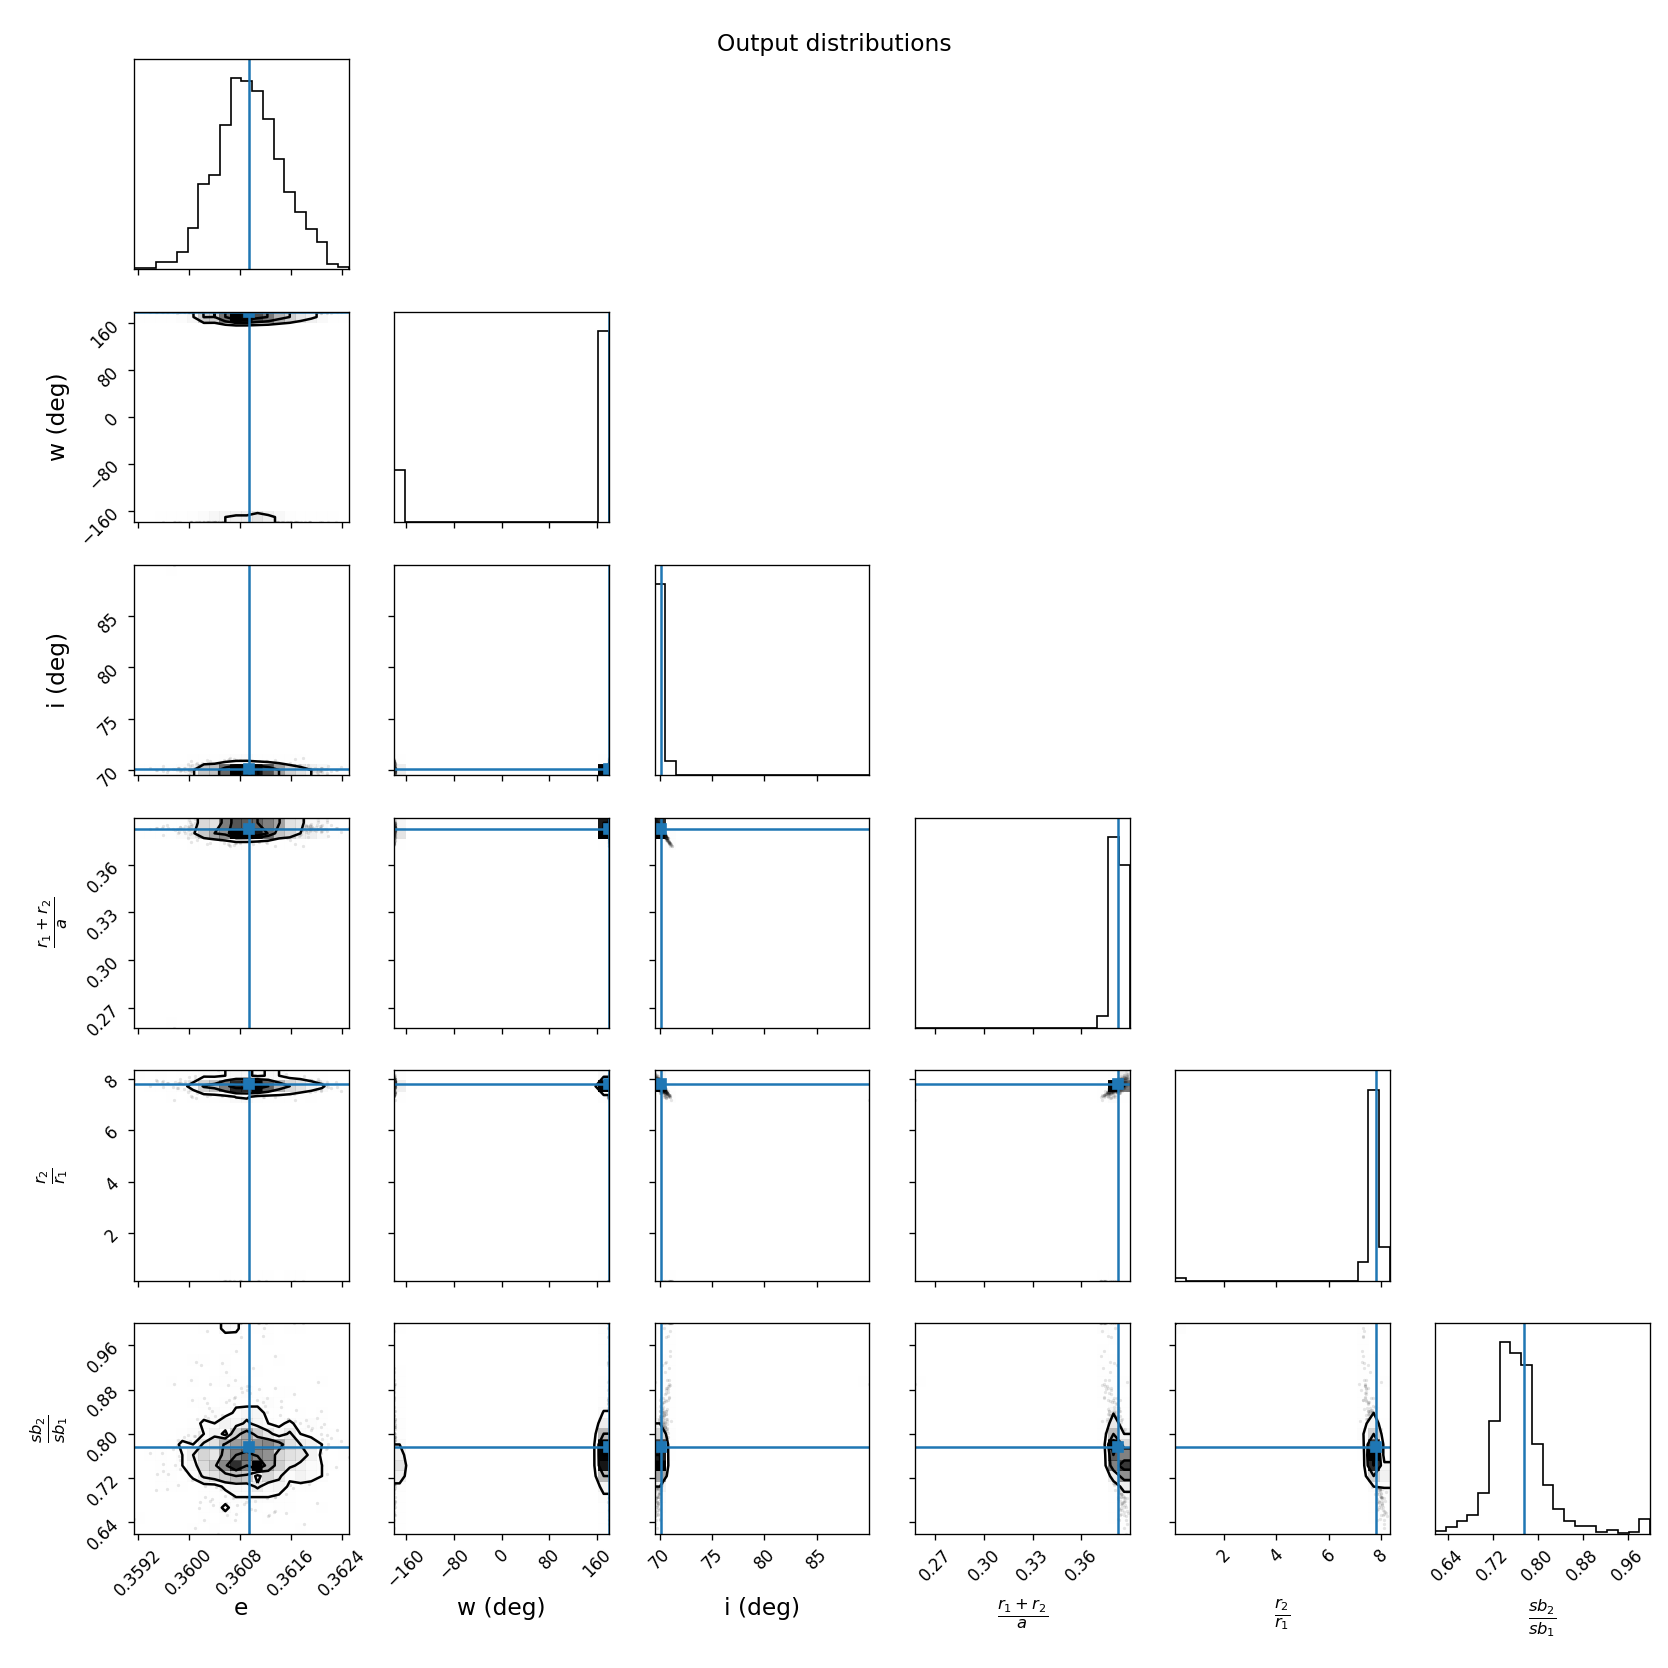 Output distributions
w (deg)
160
80
0
−80
−160
i (deg)
85
80
75
70
r₁ + r₂
a
0.36
0.33
0.30
0.27
r₂
r₁
8
6
4
2
sb₂
sb₁
0.96
0.88
0.80
0.72
0.64
0.3592 0.3600 0.3608 0.3616 0.3624 −160 −80 0 80 160 70 75 80 85 0.27 0.30 0.33 0.36 2 4 6 8 0.64 0.72 0.80 0.88 0.96
e w (deg) i (deg) r₁ + r₂ r₂ sb₂
a r₁ sb₁